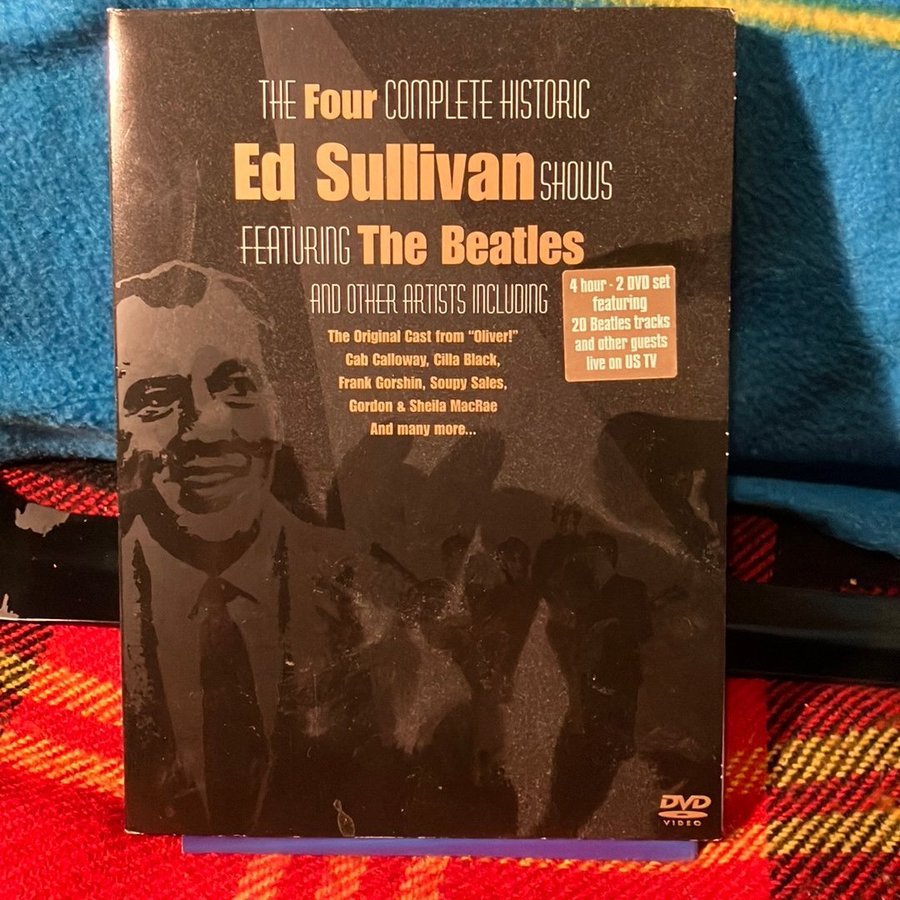 THE Four COMPLETE HISTORIC
Ed Sullivan SHOWS
FEATURING The Beatles
AND OTHER ARTISTS INCLUDING
The Original Cast from "Oliver!"
Cab Calloway, Cilla Black,
Frank Gorshin, Soupy Sales,
Gordon & Sheila MacRae
And many more...
4 hour - 2 DVD set
featuring
20 Beatles tracks
and other guests
live on US TV
DVD
VIDEO